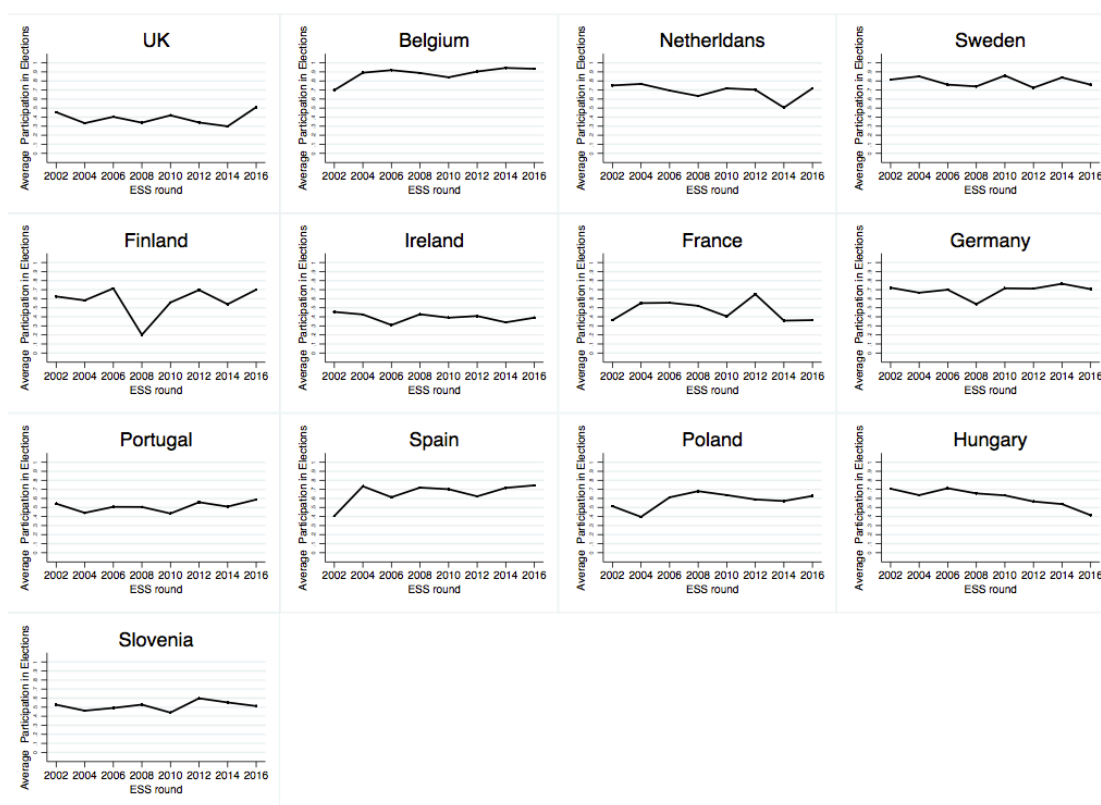 UK
Average Participation in Elections
2002 2004 2006 2008 2010 2012 2014 2016
ESS round
Belgium
Average Participation in Elections
2002 2004 2006 2008 2010 2012 2014 2016
ESS round
Netherldans
Average Participation in Elections
2002 2004 2006 2008 2010 2012 2014 2016
ESS round
Sweden
Average Participation in Elections
2002 2004 2006 2008 2010 2012 2014 2016
ESS round
Finland
Average Participation in Elections
2002 2004 2006 2008 2010 2012 2014 2016
ESS round
Ireland
Average Participation in Elections
2002 2004 2006 2008 2010 2012 2014 2016
ESS round
France
Average Participation in Elections
2002 2004 2006 2008 2010 2012 2014 2016
ESS round
Germany
Average Participation in Elections
2002 2004 2006 2008 2010 2012 2014 2016
ESS round
Portugal
Average Participation in Elections
2002 2004 2006 2008 2010 2012 2014 2016
ESS round
Spain
Average Participation in Elections
2002 2004 2006 2008 2010 2012 2014 2016
ESS round
Poland
Average Participation in Elections
2002 2004 2006 2008 2010 2012 2014 2016
ESS round
Hungary
Average Participation in Elections
2002 2004 2006 2008 2010 2012 2014 2016
ESS round
Slovenia
Average Participation in Elections
2002 2004 2006 2008 2010 2012 2014 2016
ESS round